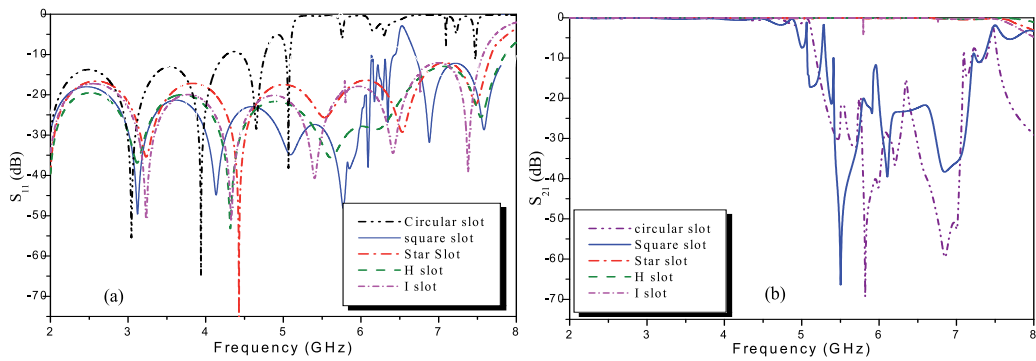 0
-10
-20
-30
-40
-50
-60
-70
S11 (dB)
2
3
4
5
6
7
8
Frequency (GHz)
(a)
Circular slot
square slot
Star Slot
H slot
I slot
0
-10
-20
-30
-40
-50
-60
-70
S21 (dB)
2
3
4
5
6
7
8
Frequency (GHz)
(b)
circular slot
Square slot
Star slot
H slot
I slot